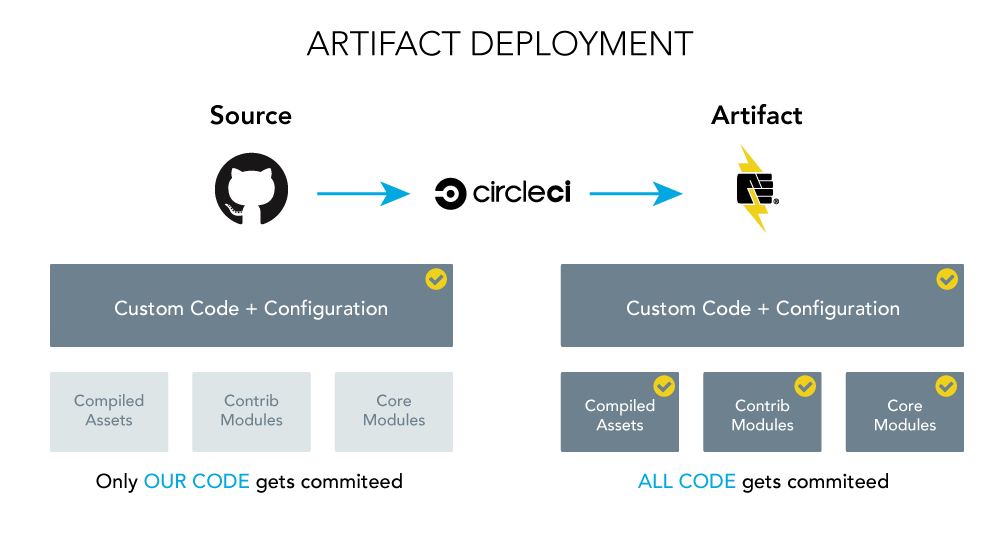 ARTIFACT DEPLOYMENT
Source
Artifact
circleci
®
Custom Code + Configuration
Custom Code + Configuration
Compiled
Assets
Contrib
Modules
Core
Modules
Compiled
Assets
Contrib
Modules
Core
Modules
Only OUR CODE gets commiteed
ALL CODE gets commiteed